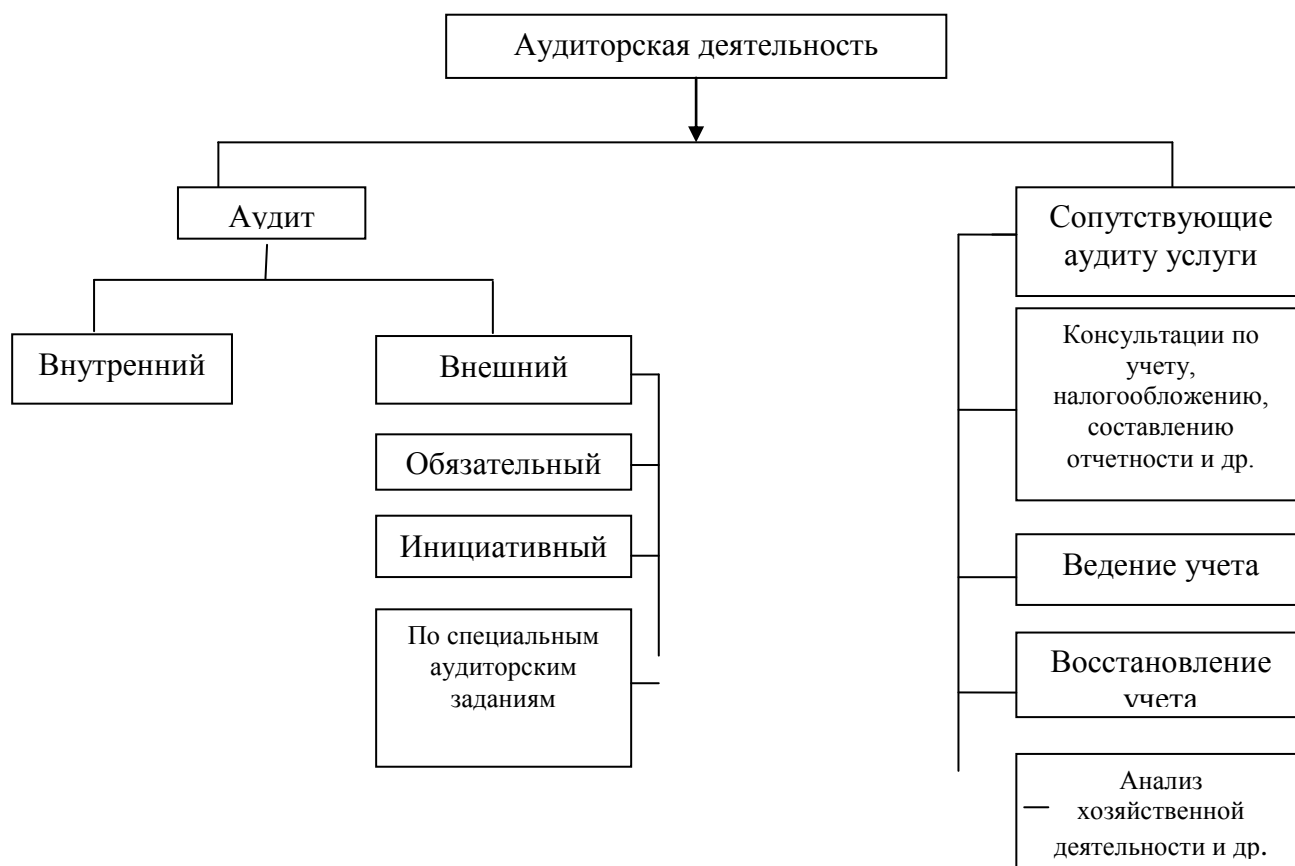 Аудиторская деятельность
Аудит
Сопутствующие
аудиту услуги
Внутренний
Внешний
Обязательный
Инициативный
По специальным
аудиторским
заданиям
Консультации по
учету,
налогообложению,
составлению
отчетности и др.
Ведение учета
Восстановление
учета
Анализ
хозяйственной
деятельности и др.